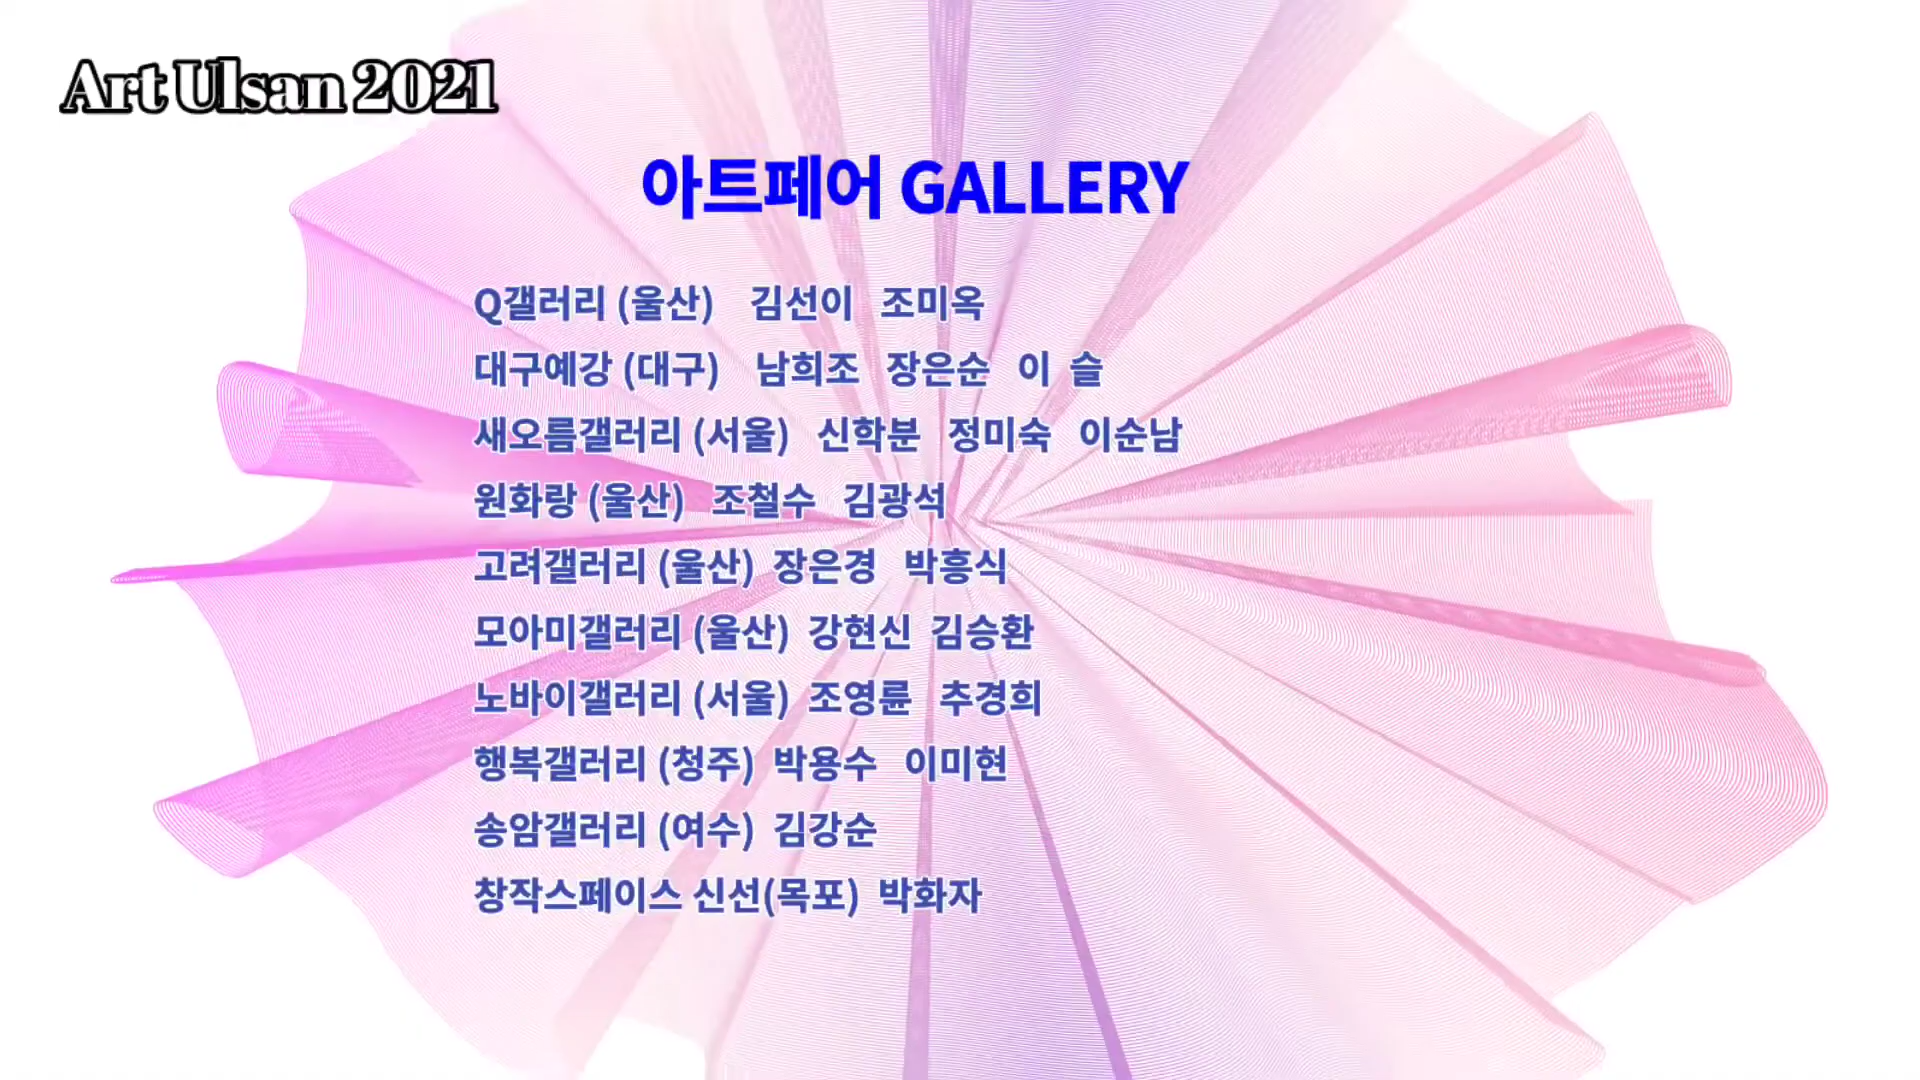 Art Ulsan 2021
아트페어 GALLERY
Q갤러리 (울산) 김선이 조미옥
대구예강 (대구) 남희조 장은순 이 슬
새오름갤러리 (서울) 신학분 정미숙 이순남
원화랑 (울산) 조철수 김광석
고려갤러리 (울산) 장은경 박흥식
모아미갤러리 (울산) 강현신 김승환
노바이갤러리 (서울) 조영륜 추경희
행복갤러리 (청주) 박용수 이미현
송암갤러리 (여수) 김강순
창작스페이스 신선(목포) 박화자